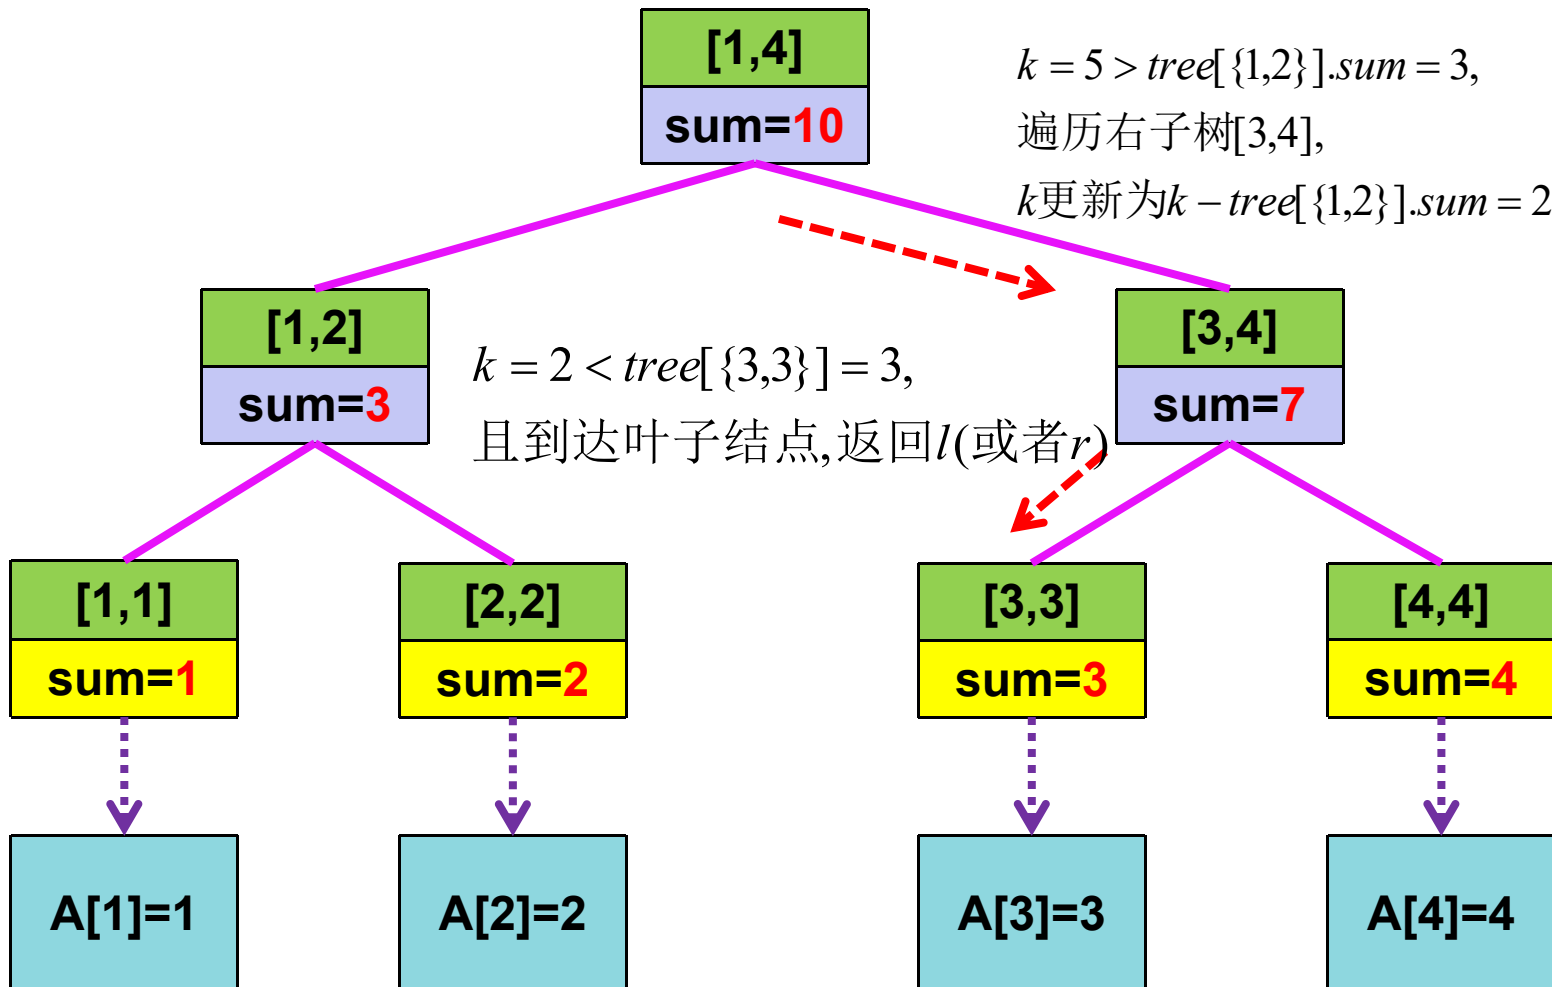 [1,4]
sum=10
k = 5 > tree[{1,2}].sum = 3,
遍历右子树[3,4],
k更新为k − tree[{1,2}].sum = 2
[1,2]
sum=3
k = 2 < tree[{3,3}] = 3,
且到达叶子结点,返回l(或者r)
[3,4]
sum=7
[1,1]
sum=1
[2,2]
sum=2
[3,3]
sum=3
[4,4]
sum=4
A[1]=1
A[2]=2
A[3]=3
A[4]=4